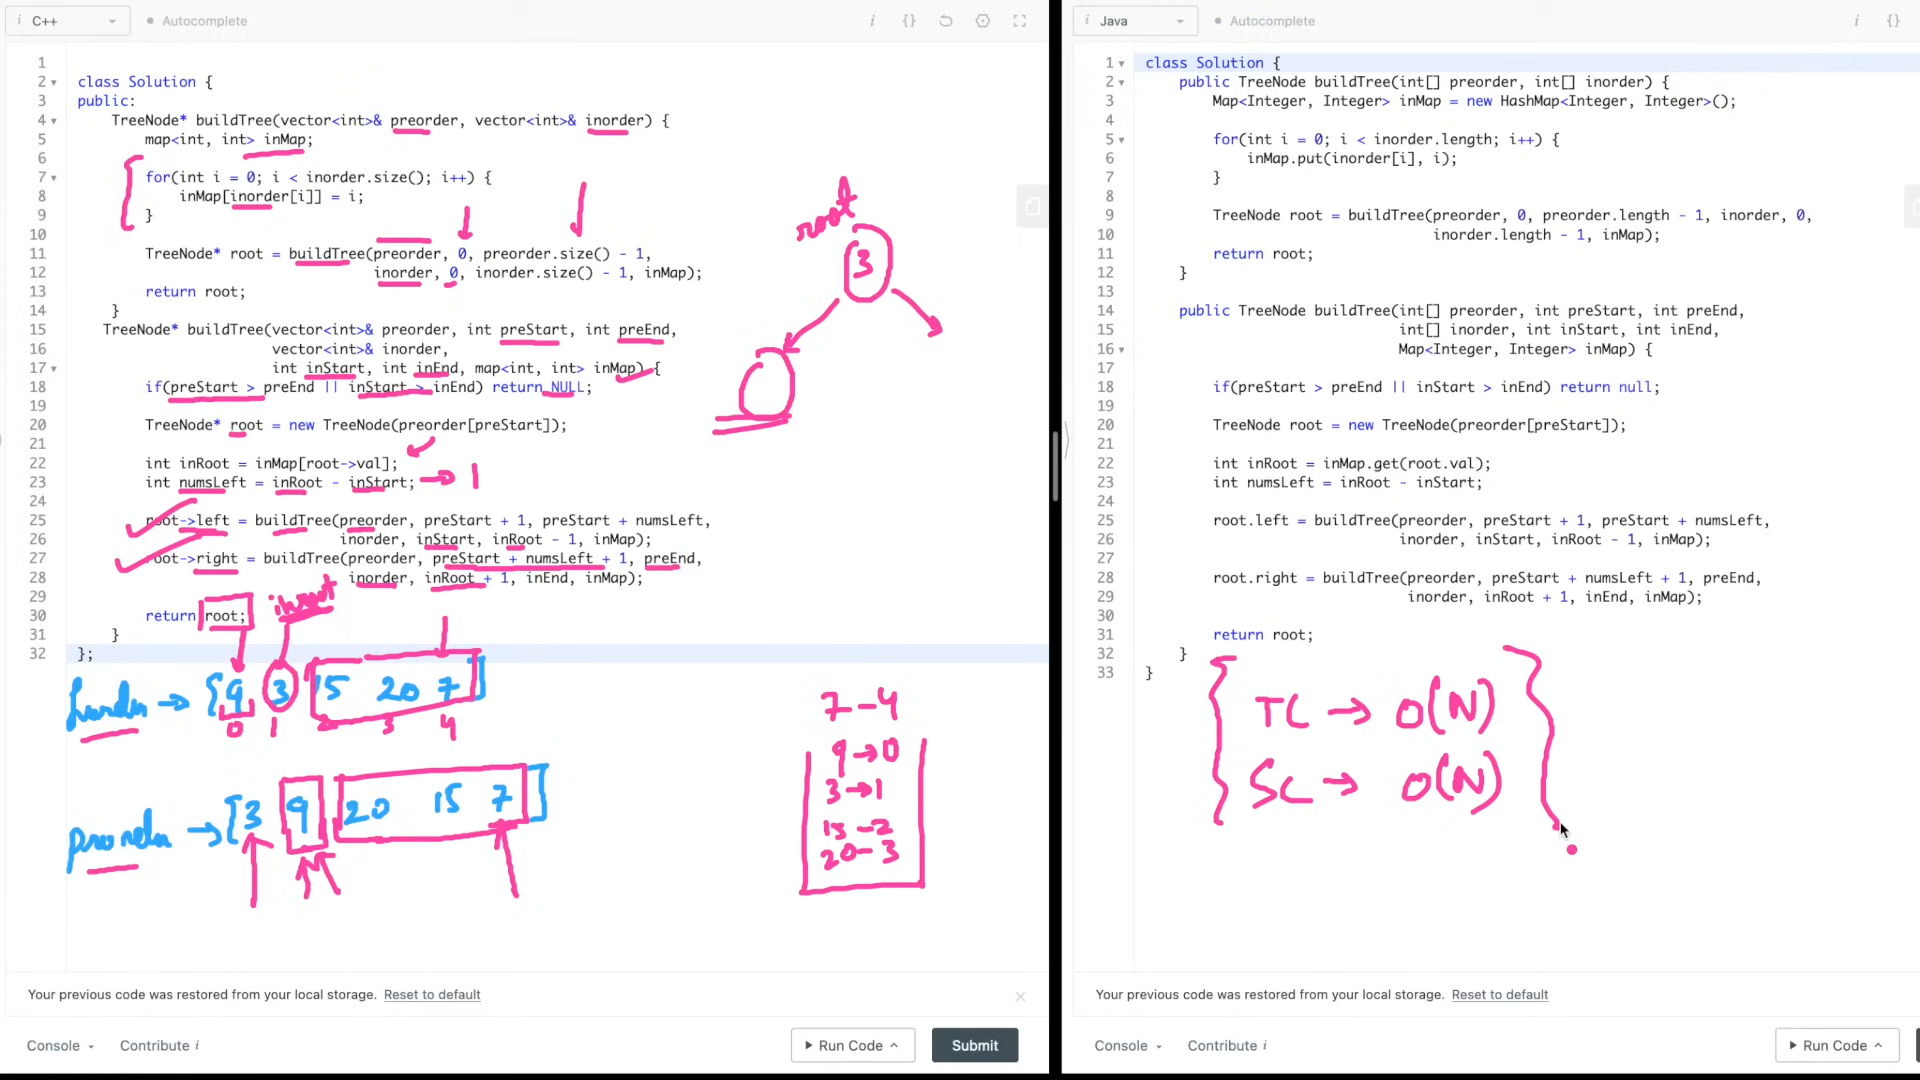 C++
Autocomplete
1
2 class Solution {
3 public:
4 TreeNode* buildTree(vector<int>& preorder, vector<int>& inorder) {
5 map<int, int> inMap;
6
7 for(int i = 0; i < inorder.size(); i++) {
8 inMap[inorder[i]] = i;
9 }
10
11 TreeNode* root = buildTree(preorder, 0, preorder.size() - 1,
12 inorder, 0, inorder.size() - 1, inMap);
13 return root;
14 }
15 TreeNode* buildTree(vector<int>& preorder, int preStart, int preEnd,
16 vector<int>& inorder,
17 int inStart, int inEnd, map<int, int> inMap) {
18 if(preStart > preEnd || inStart > inEnd) return NULL;
19
20 TreeNode* root = new TreeNode(preorder[preStart]);
21
22 int inRoot = inMap[root->val];
23 int numsLeft = inRoot - inStart;
24
25 root->left = buildTree(preorder, preStart + 1, preStart + numsLeft,
26 inorder, inStart, inRoot - 1, inMap);
27 root->right = buildTree(preorder, preStart + numsLeft + 1, preEnd,
28 inorder, inRoot + 1, inEnd, inMap);
29
30 return root;
31 }
32 };
root
3
→ 1
inroot
Inorder → [9 3 15 20 7]
0 1 2 3 4
preorder → [3 9 20 15 7]
7-4
9→0
3→1
15-2
20-3
Your previous code was restored from your local storage. Reset to default
Console
Contribute i
Run Code
Submit
Java
Autocomplete
1 class Solution {
2 public TreeNode buildTree(int[] preorder, int[] inorder) {
3 Map<Integer, Integer> inMap = new HashMap<Integer, Integer>();
4
5 for(int i = 0; i < inorder.length; i++) {
6 inMap.put(inorder[i], i);
7 }
8
9 TreeNode root = buildTree(preorder, 0, preorder.length - 1, inorder, 0,
10 inorder.length - 1, inMap);
11 return root;
12 }
13
14 public TreeNode buildTree(int[] preorder, int preStart, int preEnd,
15 int[] inorder, int inStart, int inEnd,
16 Map<Integer, Integer> inMap) {
17
18 if(preStart > preEnd || inStart > inEnd) return null;
19
20 TreeNode root = new TreeNode(preorder[preStart]);
21
22 int inRoot = inMap.get(root.val);
23 int numsLeft = inRoot - inStart;
24
25 root.left = buildTree(preorder, preStart + 1, preStart + numsLeft,
26 inorder, inStart, inRoot - 1, inMap);
27
28 root.right = buildTree(preorder, preStart + numsLeft + 1, preEnd,
29 inorder, inRoot + 1, inEnd, inMap);
30
31 return root;
32 }
33 }
TC → O(N)
SC → O(N)
Your previous code was restored from your local storage. Reset to default
Console
Contribute i
Run Code